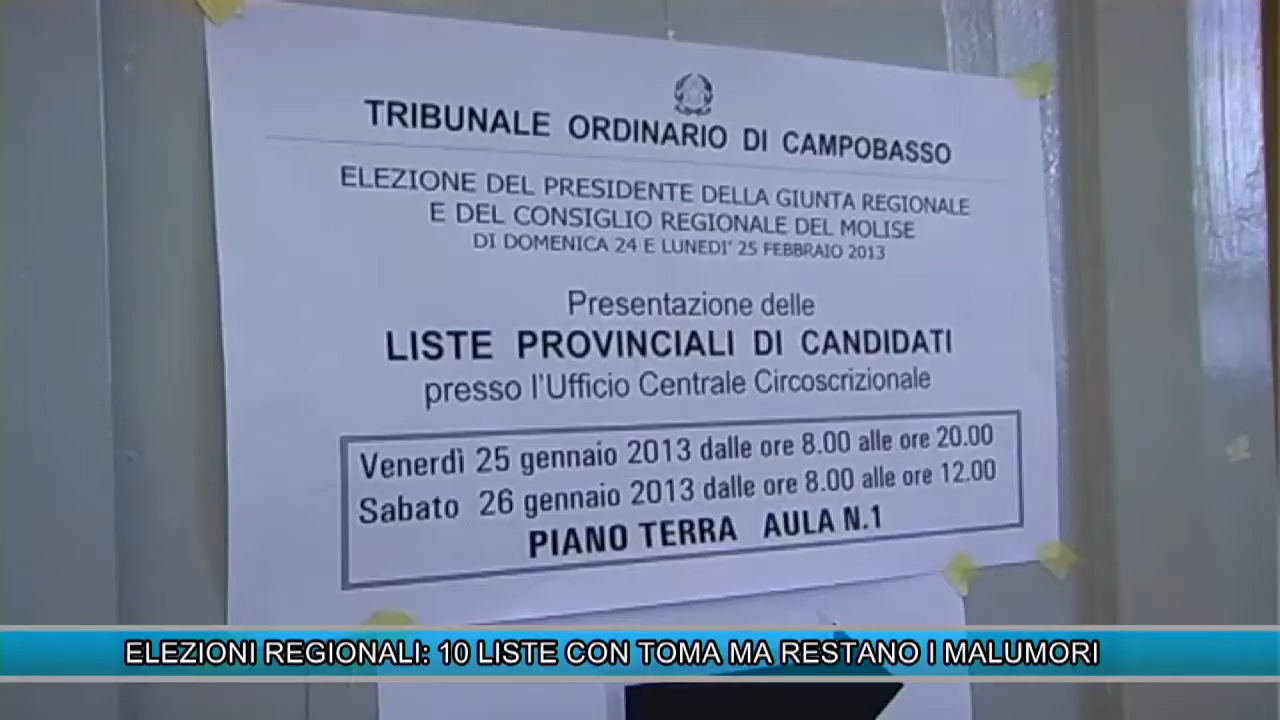 TRIBUNALE ORDINARIO DI CAMPOBASSO
ELEZIONE DEL PRESIDENTE DELLA GIUNTA REGIONALE
E DEL CONSIGLIO REGIONALE DEL MOLISE
DI DOMENICA 24 E LUNEDI' 25 FEBBRAIO 2013
Presentazione delle
LISTE PROVINCIALI DI CANDIDATI
presso l'Ufficio Centrale Circoscrizionale
Venerdì 25 gennaio 2013 dalle ore 8.00 alle ore 20.00
Sabato 26 gennaio 2013 dalle ore 8.00 alle ore 12.00
PIANO TERRA AULA N.1
ELEZIONI REGIONALI: 10 LISTE CON TOMA MA RESTANO I MALUMORI